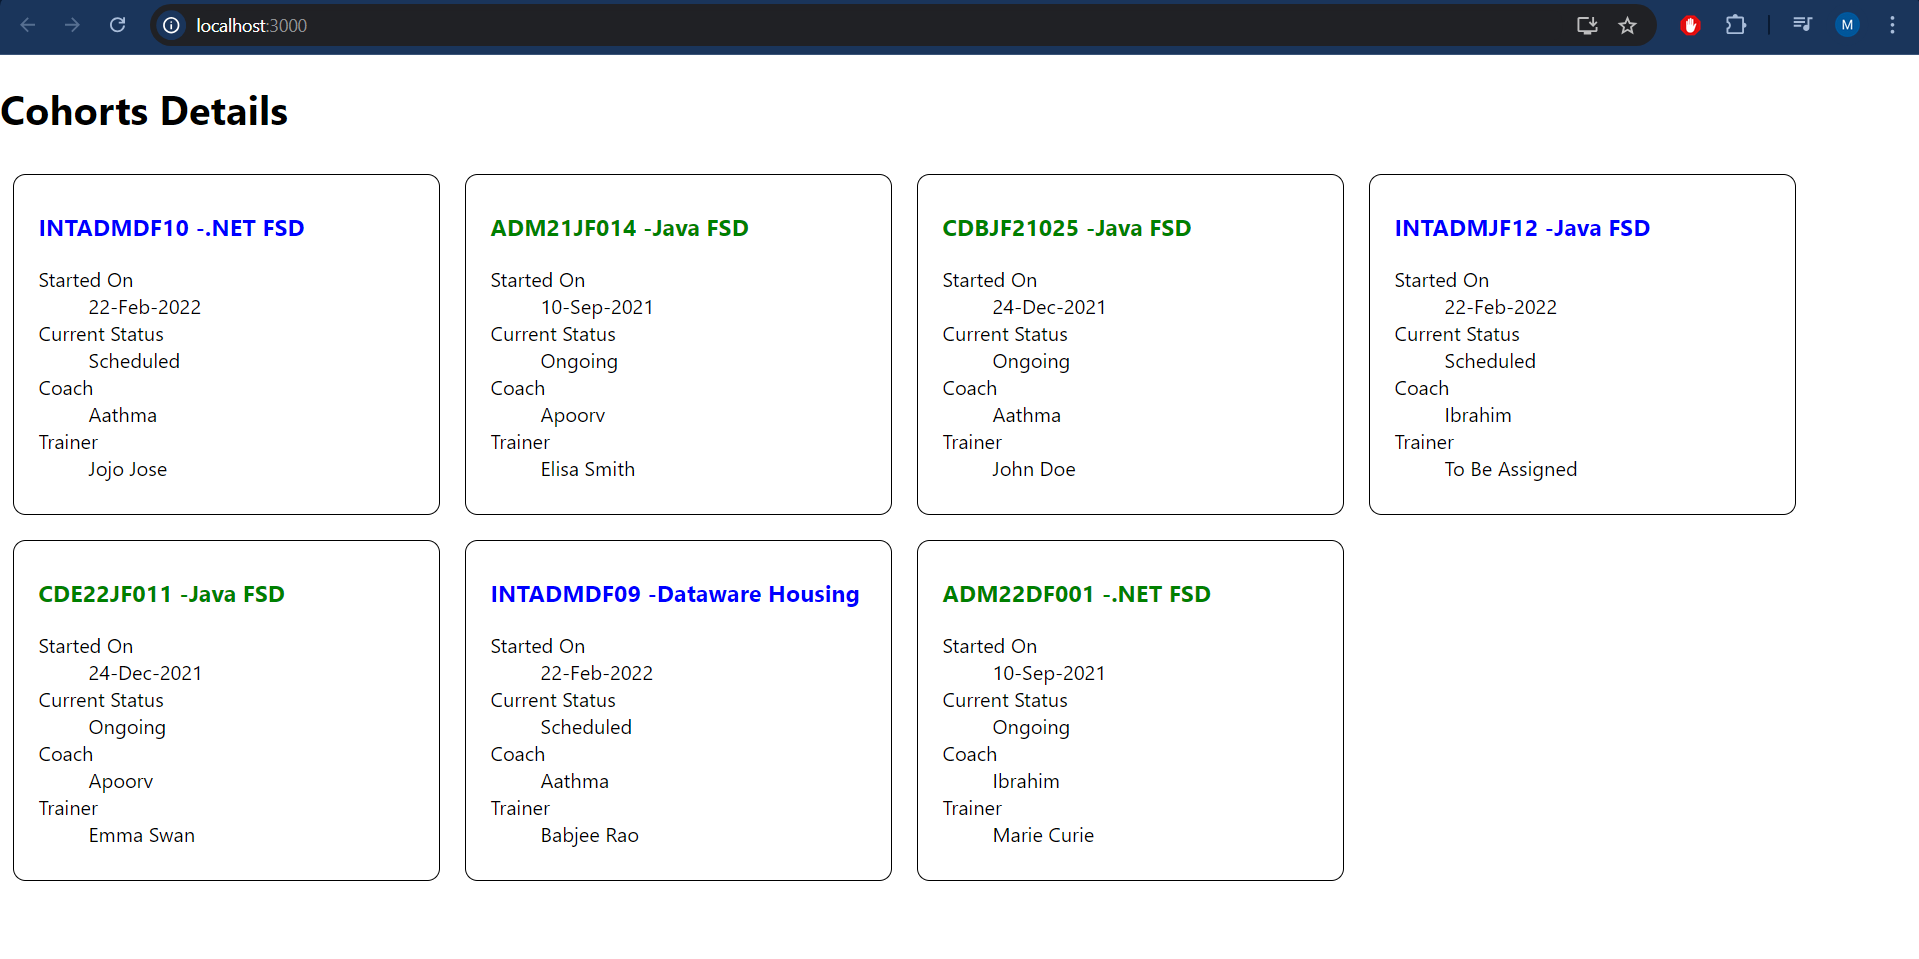 localhost:3000
M
Cohorts Details
INTADMDF10 -.NET FSD
Started On
22-Feb-2022
Current Status
Scheduled
Coach
Aathma
Trainer
Jojo Jose
ADM21JF014 -Java FSD
Started On
10-Sep-2021
Current Status
Ongoing
Coach
Apoorv
Trainer
Elisa Smith
CDBJF21025 -Java FSD
Started On
24-Dec-2021
Current Status
Ongoing
Coach
Aathma
Trainer
John Doe
INTADMJF12 -Java FSD
Started On
22-Feb-2022
Current Status
Scheduled
Coach
Ibrahim
Trainer
To Be Assigned
CDE22JF011 -Java FSD
Started On
24-Dec-2021
Current Status
Ongoing
Coach
Apoorv
Trainer
Emma Swan
INTADMDF09 -Dataware Housing
Started On
22-Feb-2022
Current Status
Scheduled
Coach
Aathma
Trainer
Babjee Rao
ADM22DF001 -.NET FSD
Started On
10-Sep-2021
Current Status
Ongoing
Coach
Ibrahim
Trainer
Marie Curie